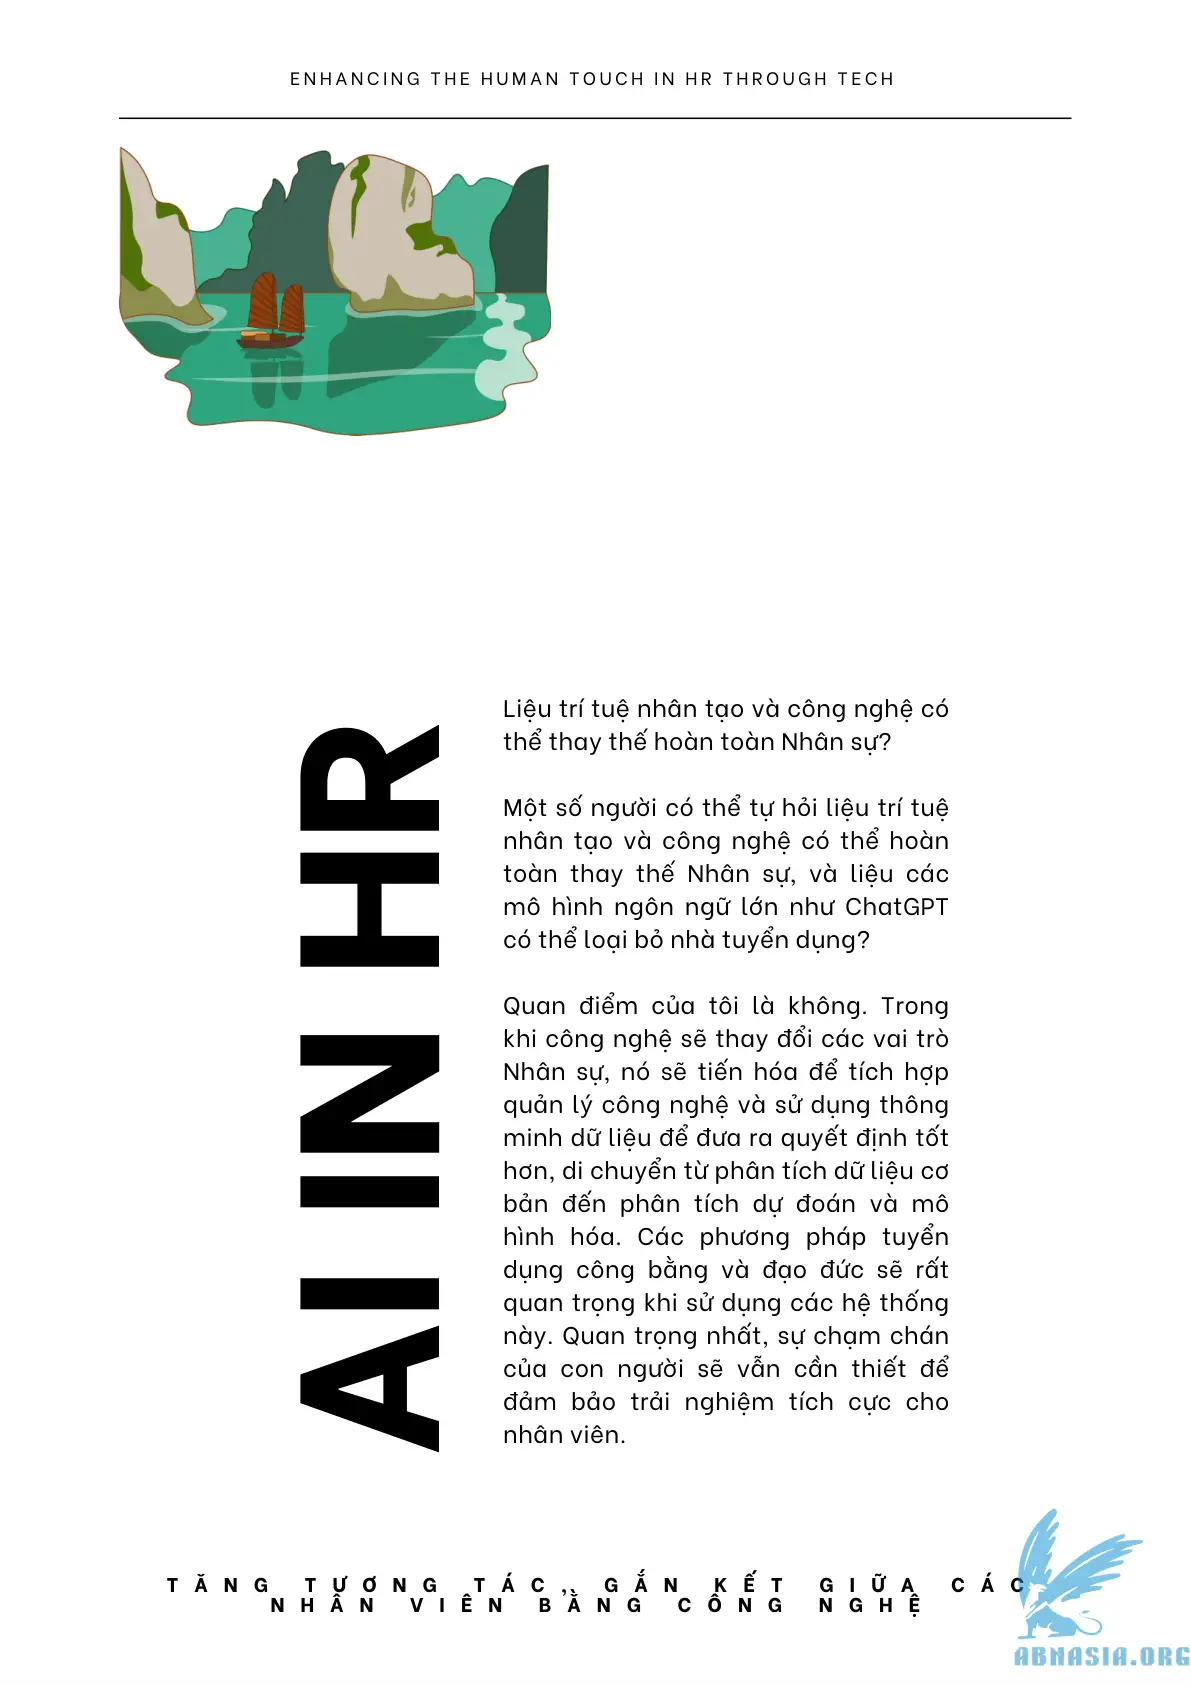 ENHANCING THE HUMAN TOUCH IN HR THROUGH TECH
AI IN HR
Liệu trí tuệ nhân tạo và công nghệ có
thể thay thế hoàn toàn Nhân sự?
Một số người có thể tự hỏi liệu trí tuệ
nhân tạo và công nghệ có thể hoàn
toàn thay thế Nhân sự, và liệu các
mô hình ngôn ngữ lớn như ChatGPT
có thể loại bỏ nhà tuyển dụng?
Quan điểm của tôi là không. Trong
khi công nghệ sẽ thay đổi các vai trò
Nhân sự, nó sẽ tiến hóa để tích hợp
quản lý công nghệ và sử dụng thông
minh dữ liệu để đưa ra quyết định tốt
hơn, di chuyển từ phân tích dữ liệu cơ
bản đến phân tích dự đoán và mô
hình hóa. Các phương pháp tuyển
dụng công bằng và đạo đức sẽ rất
quan trọng khi sử dụng các hệ thống
này. Quan trọng nhất, sự chạm chán
của con người sẽ vẫn cần thiết để
đảm bảo trải nghiệm tích cực cho
nhân viên.
TĂNG TƯƠNG TÁC, GẮN KẾT GIỮA CÁC
NHÂN VIÊN BẰNG CÔNG NGHỆ
ABNASIA.ORG